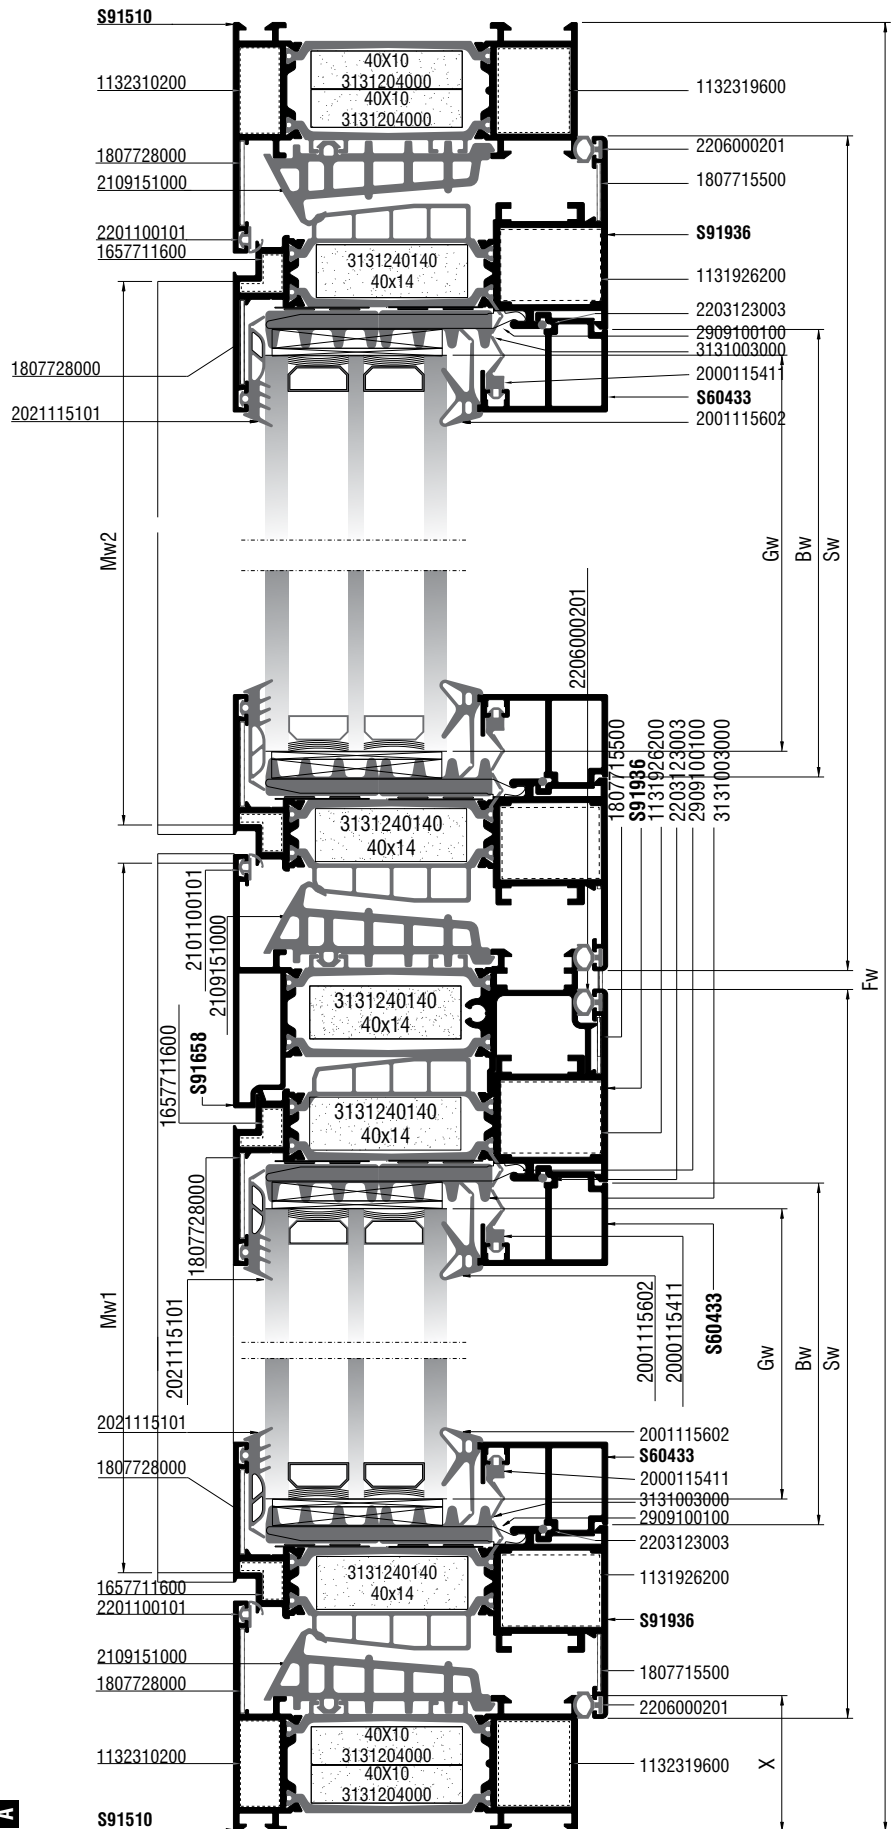 S91510
1132310200
40X10
3131204000
40X10
3131204000
1132319600
2206000201
1807728000
2109151000
1807715500
2201100101
1657711600
S91936
3131240140
40x14
1131926200
2203123003
2909100100
3131003000
1807728000
2000115411
S60433
2021115101
2001115602
Mw2
Gw
Bw
Sw
Fw
2206000201
1807715500
S91936
1131926200
2203123003
2909100100
3131003000
3131240140
40x14
2101100101
2109151000
3131240140
40x14
1657711600
S91658
3131240140
40x14
1807728000
2021115101
2001115602
2000115411
S60433
Mw1
Gw
Bw
Sw
2021115101
1807728000
2001115602
S60433
2000115411
3131003000
2909100100
2203123003
3131240140
40x14
1131926200
1657711600
2201100101
S91936
2109151000
1807728000
1807715500
2206000201
40X10
3131204000
40X10
3131204000
1132310200
1132319600
X
A
S91510